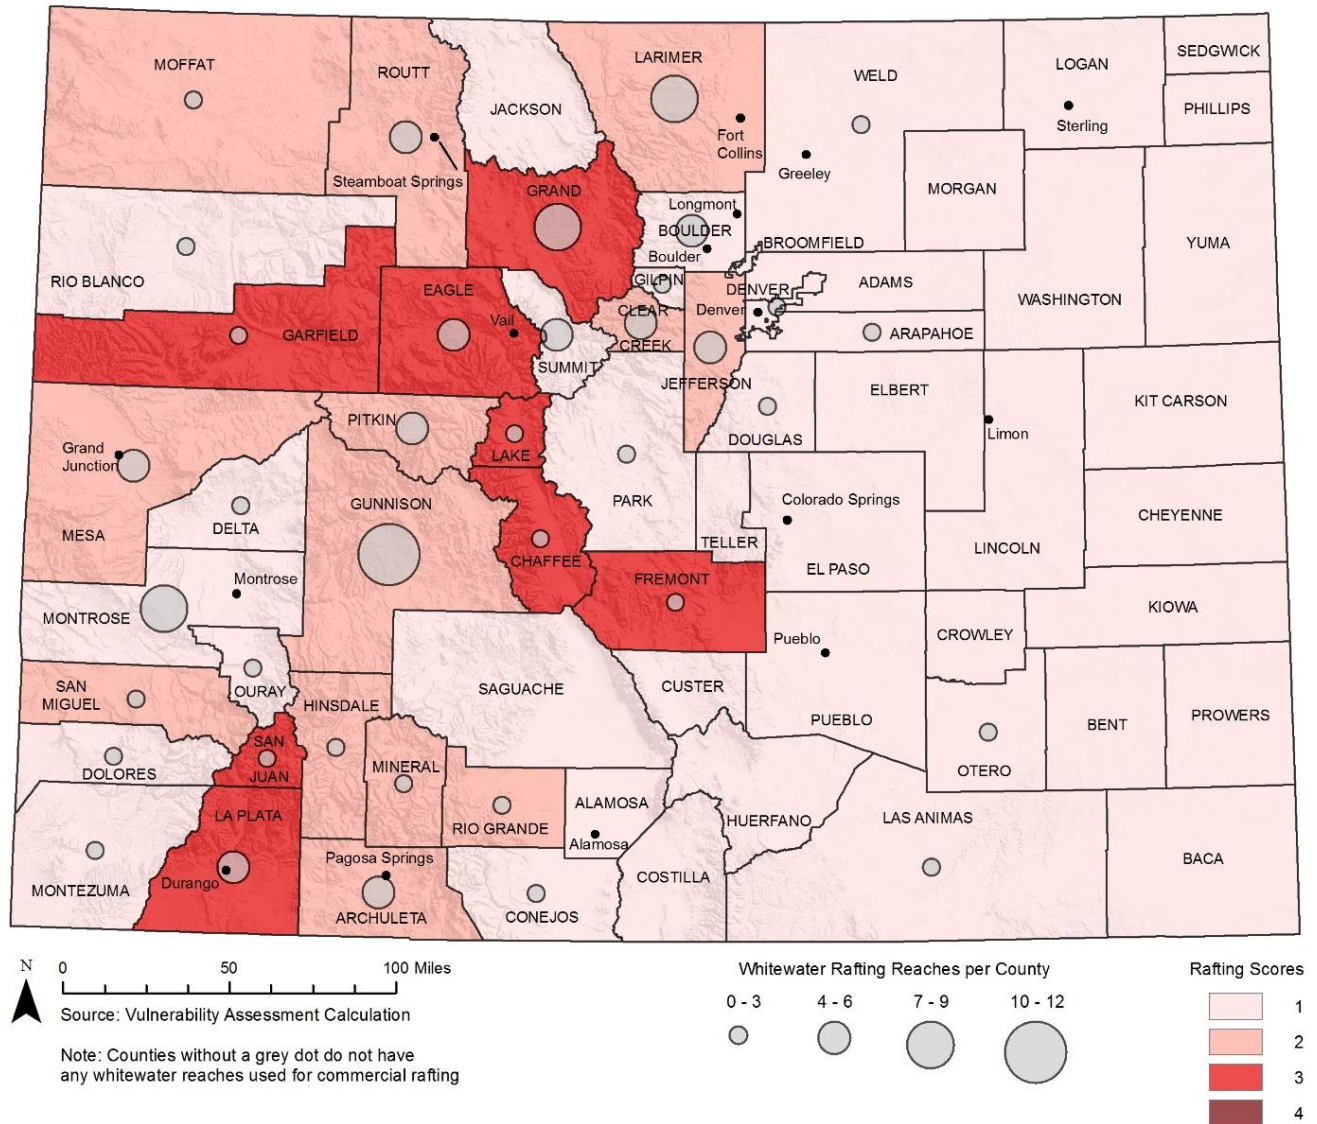 MOFFAT
ROUTT
JACKSON
LARIMER
WELD
LOGAN
SEDGWICK
PHILLIPS
Sterling
Fort
Collins
Steamboat Springs
GRAND
Greeley
MORGAN
Longmont
BOULDER
Boulder
BROOMFIELD
YUMA
RIO BLANCO
GILPIN
EAGLE
DENVER
ADAMS
WASHINGTON
Vail
CLEAR
CREEK
Denver
GARFIELD
ARAPAHOE
SUMMIT
JEFFERSON
ELBERT
KIT CARSON
PITKIN
DOUGLAS
Limon
Grand
Junction
LAKE
PARK
GUNNISON
Colorado Springs
CHEYENNE
DELTA
MESA
TELLER
LINCOLN
CHAFFEE
EL PASO
Montrose
FREMONT
KIOWA
MONTROSE
CROWLEY
Pueblo
SAN
MIGUEL
OURAY
HINSDALE
SAGUACHE
CUSTER
PUEBLO
BENT
PROWERS
SAN
JUAN
DOLORES
MINERAL
OTERO
LA PLATA
RIO GRANDE
ALAMOSA
Alamosa
HUERFANO
LAS ANIMAS
Pagosa Springs
BACA
MONTEZUMA
Durango
COSTILLA
ARCHULETA
CONEJOS
N
0 50 100 Miles
Source: Vulnerability Assessment Calculation
Note: Counties without a grey dot do not have
any whitewater reaches used for commercial rafting
Whitewater Rafting Reaches per County
0 - 3 4 - 6 7 - 9 10 - 12
Rafting Scores
1
2
3
4